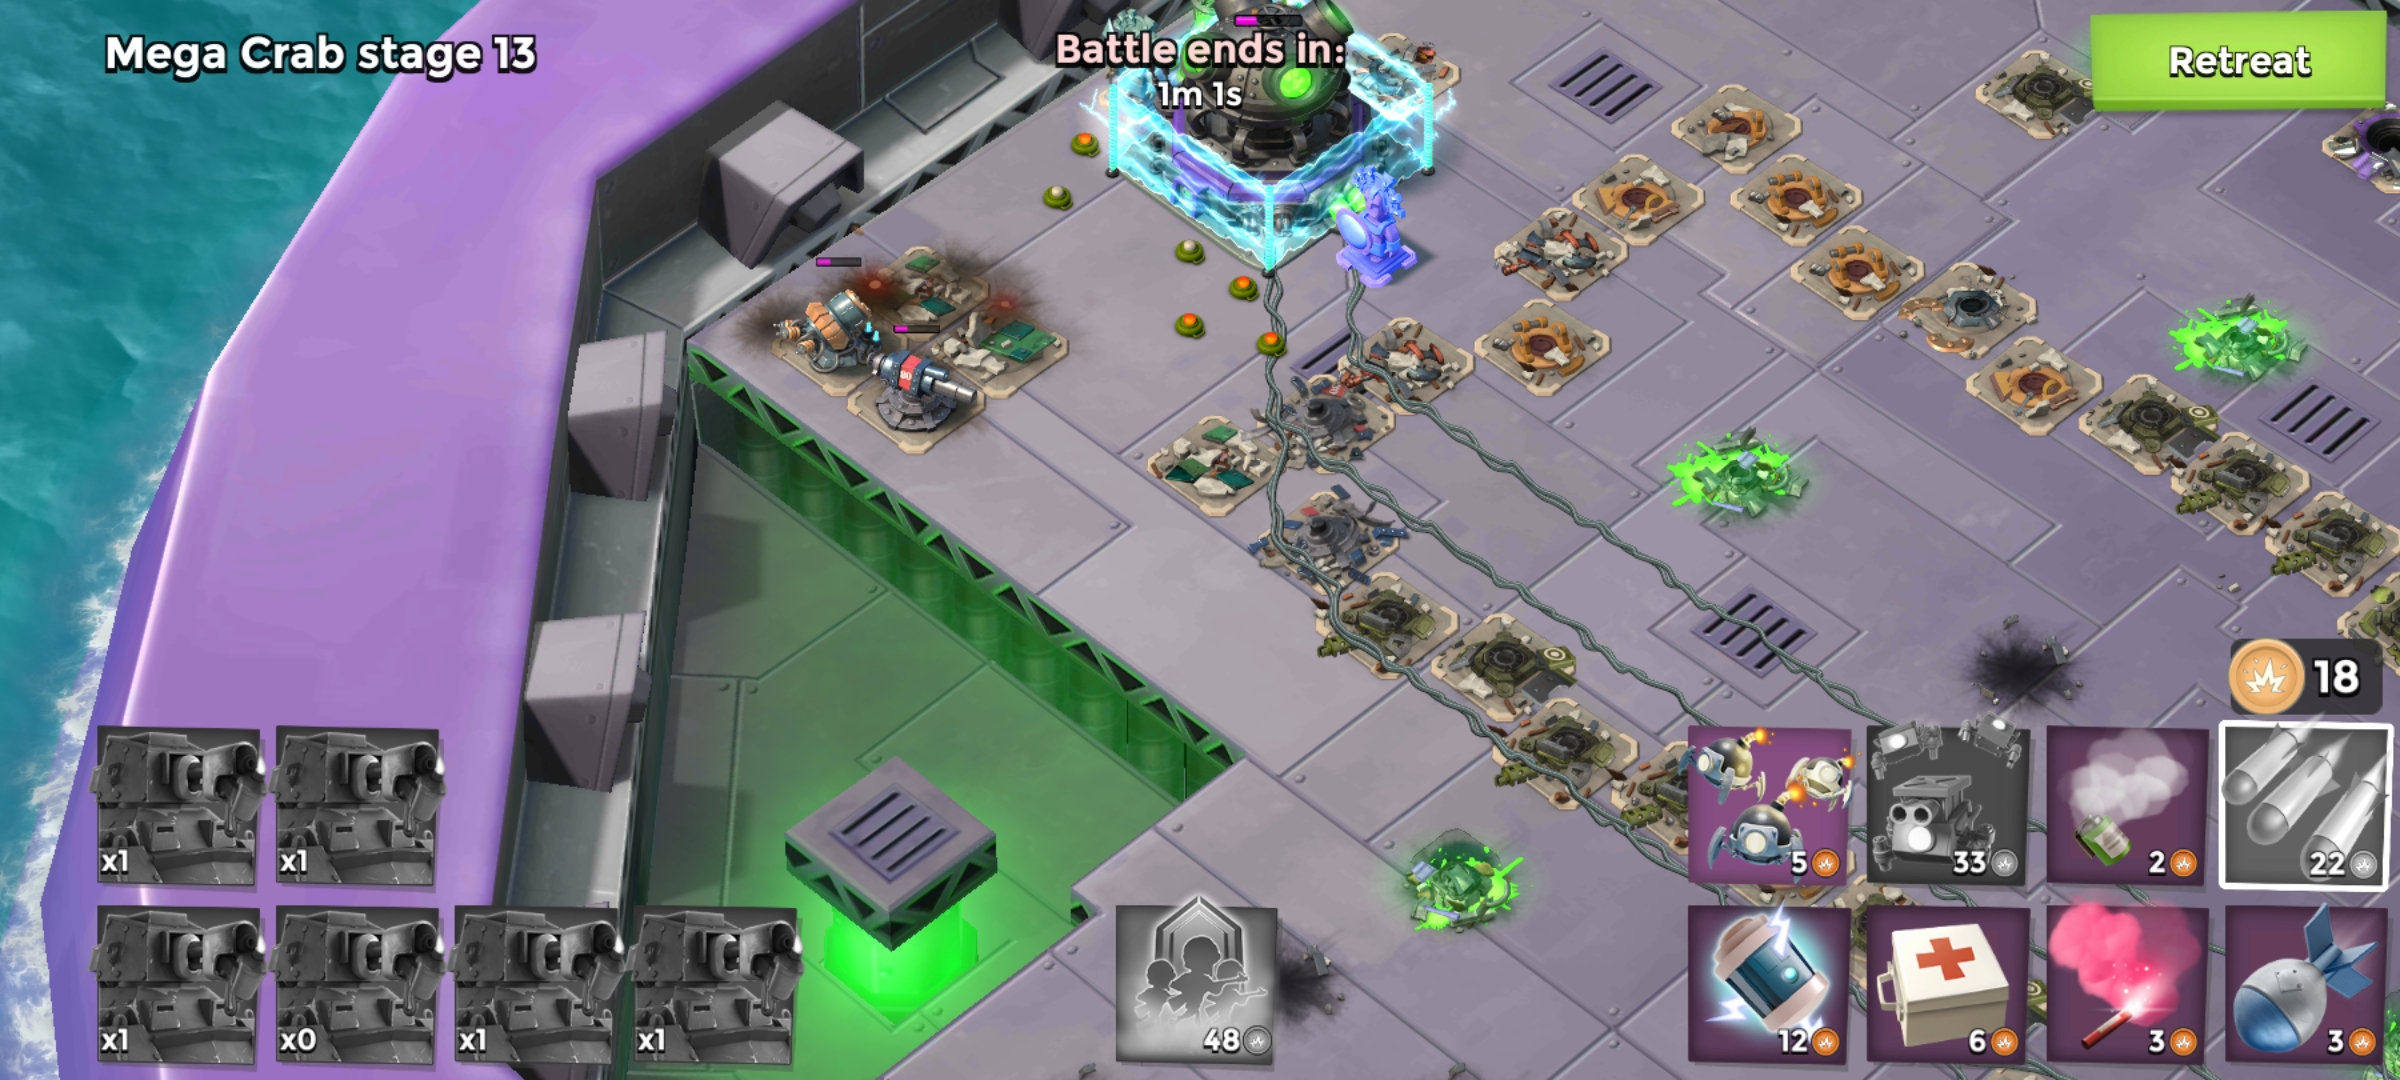 Mega Crab stage 13
Battle ends in:
1m 1s
Retreat
18
x1
x1
5
33
2
22
x1
x0
x1
x1
48
12
6
3
3